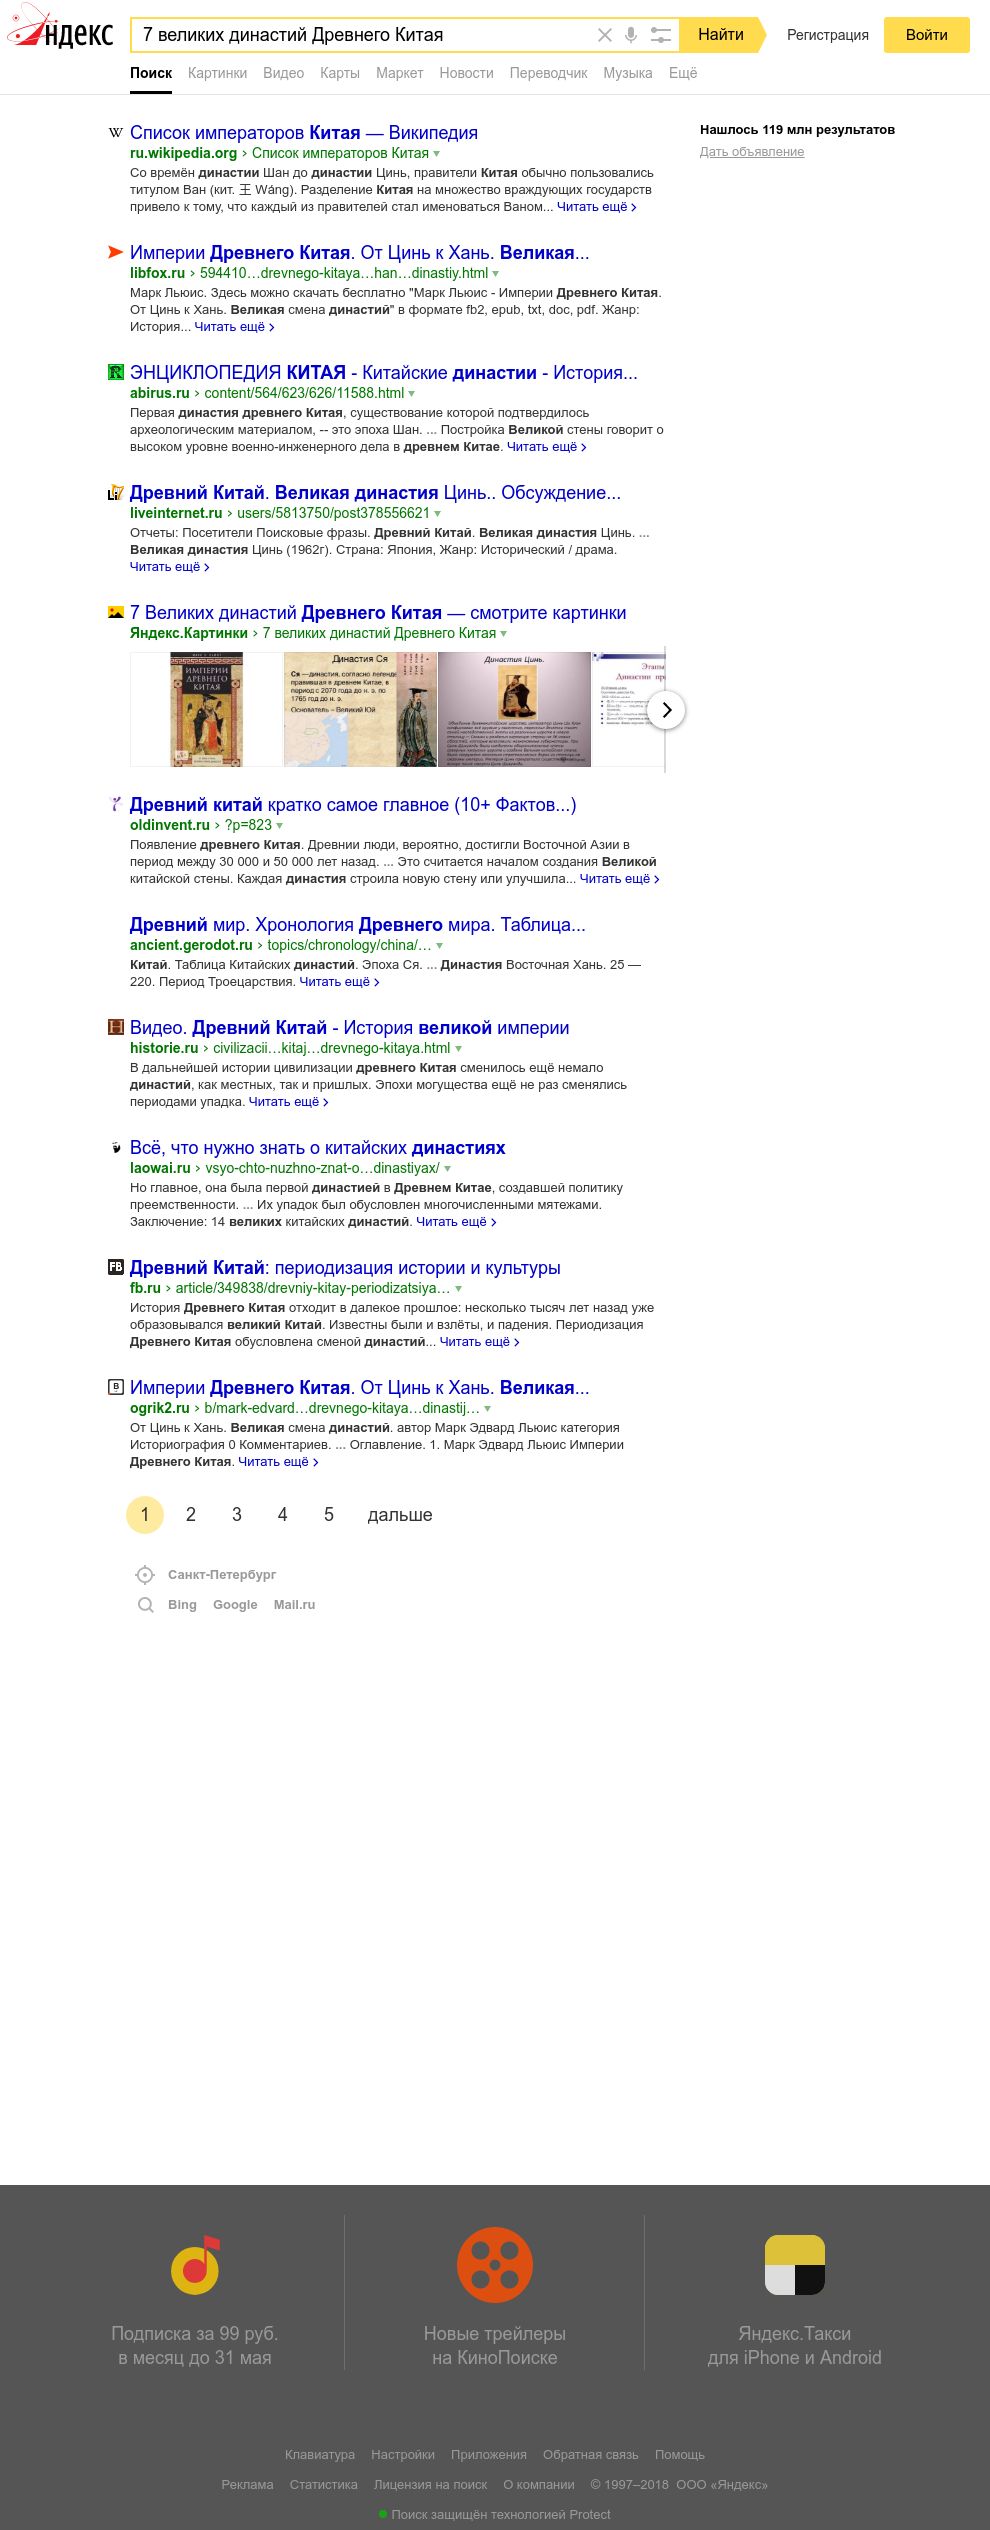 Яндекс
7 великих династий Древнего Китая
Найти
Регистрация
Войти
Поиск Картинки Видео Карты Маркет Новости Переводчик Музыка Ещё
Нашлось 119 млн результатов
Дать объявление
Список императоров Китая — Википедия
ru.wikipedia.org › Список императоров Китая
Со времён династии Шан до династии Цинь, правители Китая обычно пользовались
титулом Ван (кит. 王 Wáng). Разделение Китая на множество враждующих государств
привело к тому, что каждый из правителей стал именоваться Ваном... Читать ещё ›
Империи Древнего Китая. От Цинь к Хань. Великая...
libfox.ru › 594410…drevnego-kitaya…han…dinastiy.html
Марк Льюис. Здесь можно скачать бесплатно "Марк Льюис - Империи Древнего Китая.
От Цинь к Хань. Великая смена династий" в формате fb2, epub, txt, doc, pdf. Жанр:
История... Читать ещё ›
ЭНЦИКЛОПЕДИЯ КИТАЯ - Китайские династии - История...
abirus.ru › content/564/623/626/11588.html
Первая династия древнего Китая, существование которой подтвердилось
археологическим материалом, -- это эпоха Шан. ... Постройка Великой стены говорит о
высоком уровне военно-инженерного дела в древнем Китае. Читать ещё ›
Древний Китай. Великая династия Цинь.. Обсуждение...
liveinternet.ru › users/5813750/post378556621
Отчеты: Посетители Поисковые фразы. Древний Китай. Великая династия Цинь. ...
Великая династия Цинь (1962г). Страна: Япония, Жанр: Исторический / драма.
Читать ещё ›
7 Великих династий Древнего Китая — смотрите картинки
Яндекс.Картинки › 7 великих династий Древнего Китая
ИМПЕРИИ
ДРЕВНЕГО
КИТАЯ
Династия Ся
Ся —династия, согласно легенде
правившая в древнем Китае, в
период с 2070 года до н. э. по
1765 год до н. э.
Основатель – Великий Юй
Династия Цинь.
Этапы
Династии пра
Древний китай кратко самое главное (10+ Фактов...)
oldinvent.ru › ?p=823
Появление древнего Китая. Древнии люди, вероятно, достигли Восточной Азии в
период между 30 000 и 50 000 лет назад. ... Это считается началом создания Великой
китайской стены. Каждая династия строила новую стену или улучшила... Читать ещё ›
Древний мир. Хронология Древнего мира. Таблица...
ancient.gerodot.ru › topics/chronology/china/…
Китай. Таблица Китайских династий. Эпоха Ся. ... Династия Восточная Хань. 25 —
220. Период Троецарствия. Читать ещё ›
Видео. Древний Китай - История великой империи
historie.ru › civilizacii…kitaj…drevnego-kitaya.html
В дальнейшей истории цивилизации древнего Китая сменилось ещё немало
династий, как местных, так и пришлых. Эпохи могущества ещё не раз сменялись
периодами упадка. Читать ещё ›
Всё, что нужно знать о китайских династиях
laowai.ru › vsyo-chto-nuzhno-znat-o…dinastiyax/
Но главное, она была первой династией в Древнем Китае, создавшей политику
преемственности. ... Их упадок был обусловлен многочисленными мятежами.
Заключение: 14 великих китайских династий. Читать ещё ›
FB
Древний Китай: периодизация истории и культуры
fb.ru › article/349838/drevniy-kitay-periodizatsiya…
История Древнего Китая отходит в далекое прошлое: несколько тысяч лет назад уже
образовывался великий Китай. Известны были и взлёты, и падения. Периодизация
Древнего Китая обусловлена сменой династий... Читать ещё ›
B
Империи Древнего Китая. От Цинь к Хань. Великая...
ogrik2.ru › b/mark-edvard…drevnego-kitaya…dinastij…
От Цинь к Хань. Великая смена династий. автор Марк Эдвард Льюис категория
Историография 0 Комментариев. ... Оглавление. 1. Марк Эдвард Льюис Империи
Древнего Китая. Читать ещё ›
1 2 3 4 5 дальше
Санкт-Петербург
Bing Google Mail.ru
Подписка за 99 руб.
в месяц до 31 мая
Новые трейлеры
на КиноПоиске
Яндекс.Такси
для iPhone и Android
Клавиатура Настройки Приложения Обратная связь Помощь
Реклама Статистика Лицензия на поиск О компании © 1997–2018 ООО «Яндекс»
Поиск защищён технологией Protect